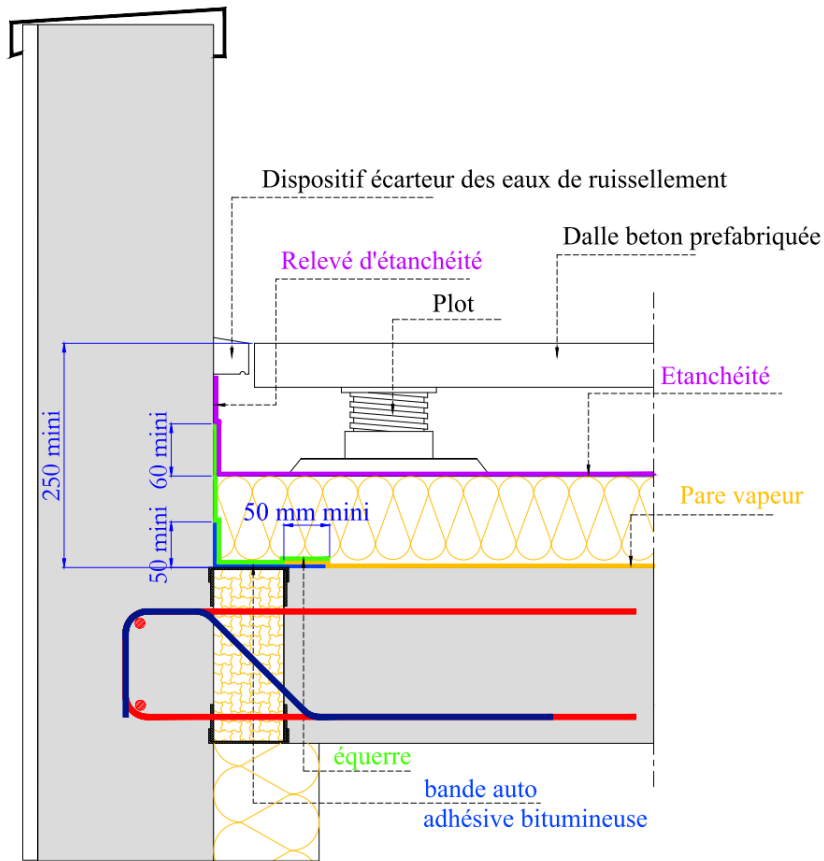 Dispositif écarteur des eaux de ruissellement
Dalle beton prefabriquée
Relevé d'étanchéité
Plot
Etanchéité
250 mini
60 mini
Pare vapeur
50 mm mini
50 mini
équerre
bande auto
adhésive bitumineuse